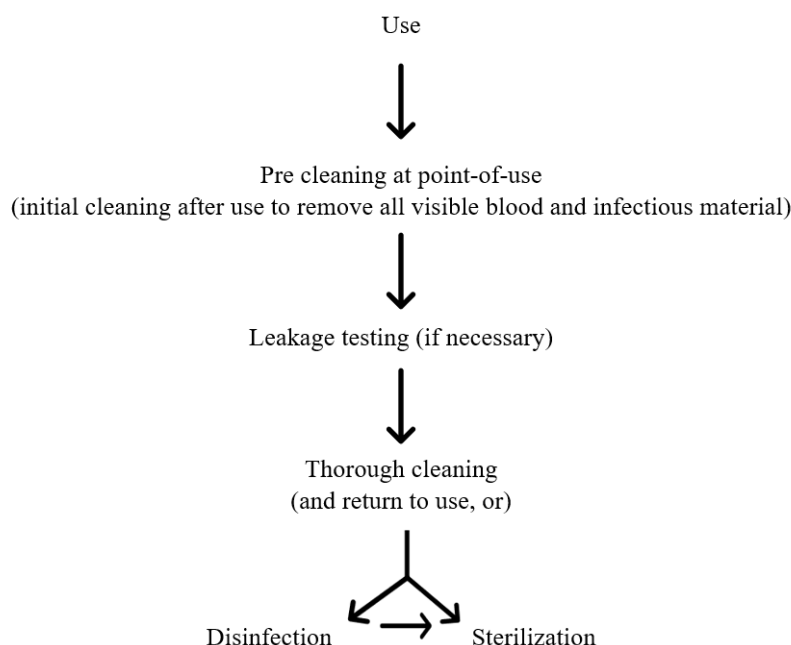 Use
Pre cleaning at point-of-use
(initial cleaning after use to remove all visible blood and infectious material)
Leakage testing (if necessary)
Thorough cleaning
(and return to use, or)
Disinfection
Sterilization